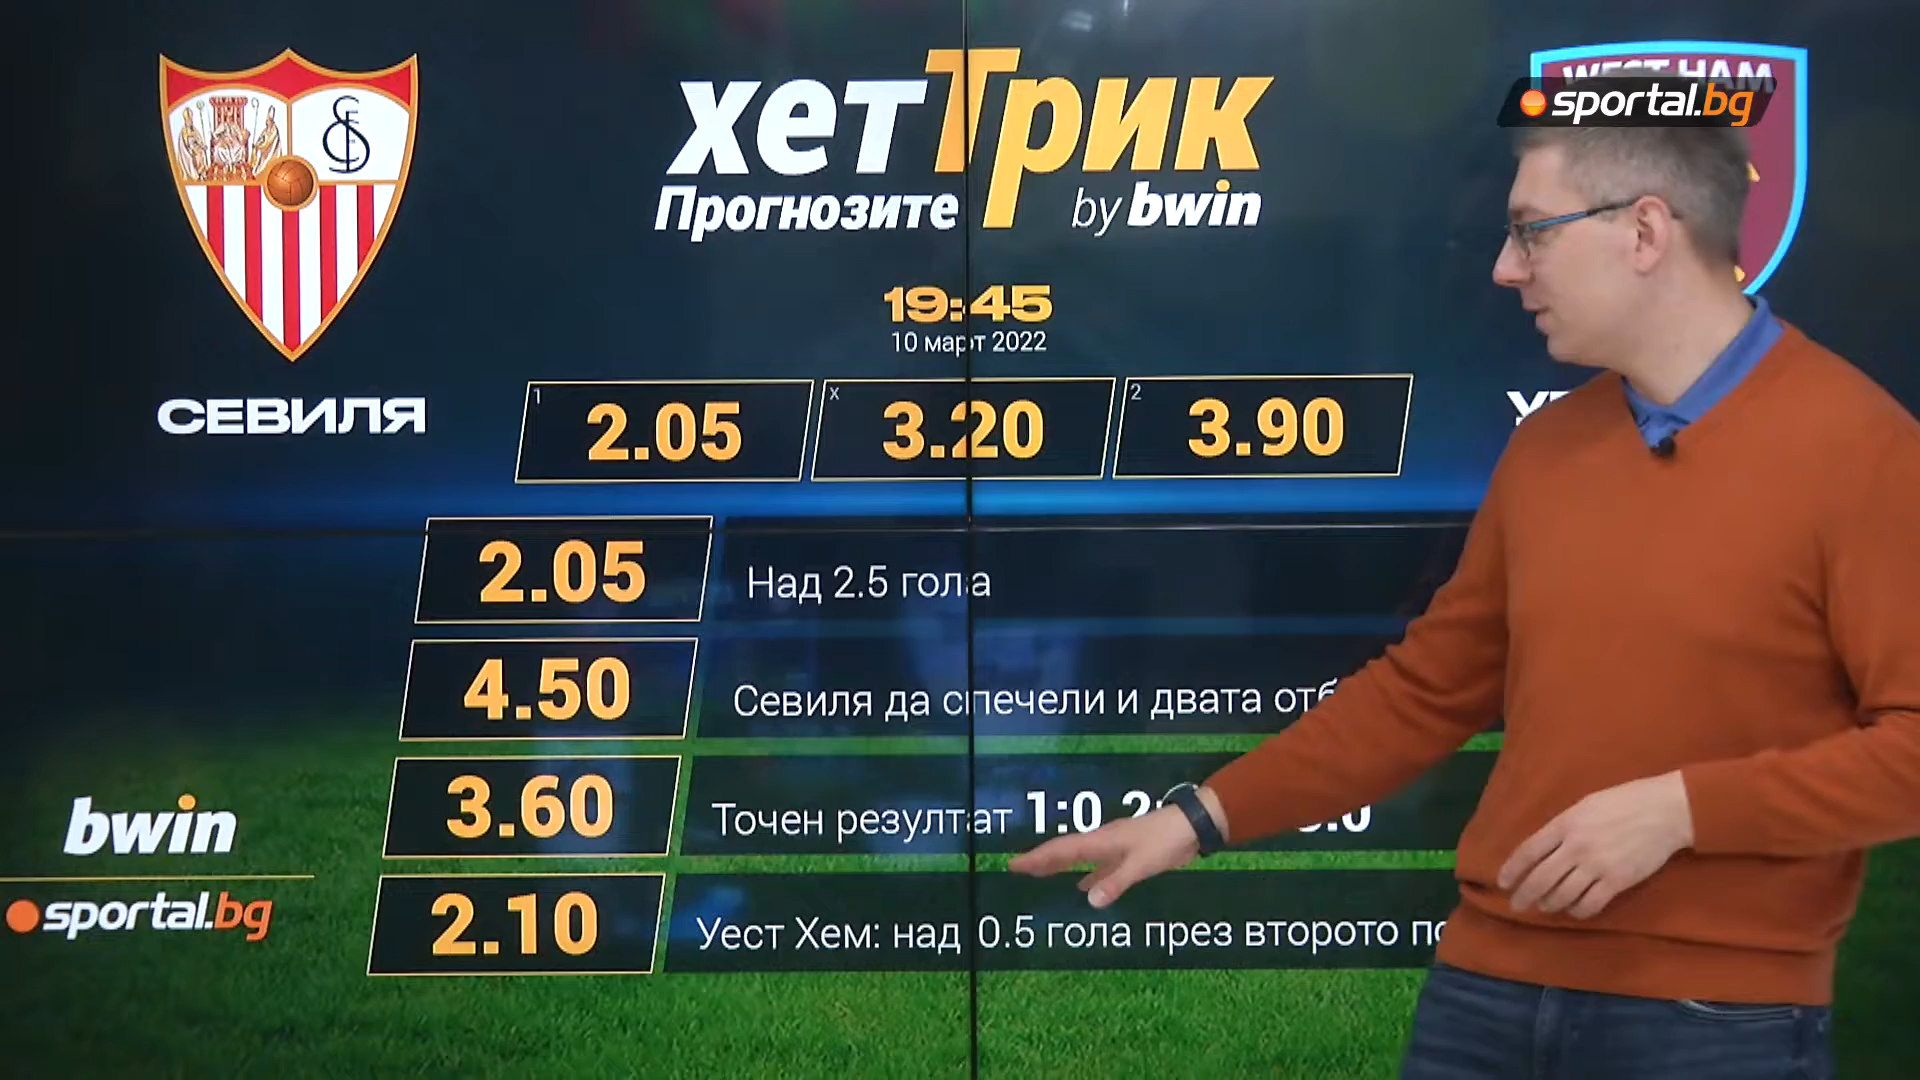 WEST HAM
sportal.bg
хетТрик
Прогнозите by bwin
19:45
10 март 2022
СЕВИЛЯ
1 2.05
X 3.20
2 3.90
2.05 Над 2.5 гола
4.50 Севиля да спечели и двата
3.60 Точен резултат 1:0
2.10 Уест Хем: над 0.5 гола през второто
bwin
sportal.bg